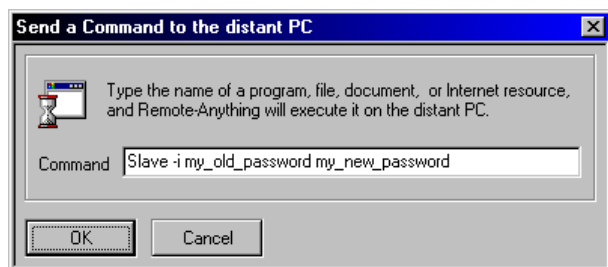 Send a Command to the distant PC
Type the name of a program, file, document, or Internet resource,
and Remote-Anything will execute it on the distant PC.
Command Slave -i my_old_password my_new_password
OK Cancel